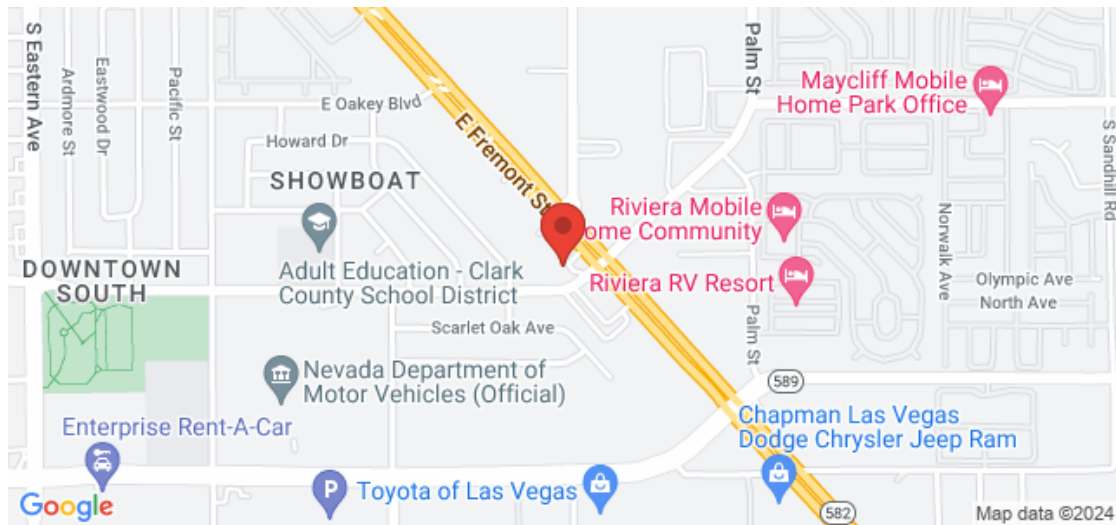 S Eastern Ave
Ardmore St
Eastwood Dr
Pacific St
E Oakey Blvd
Howard Dr
E Fremont St
Palm St
Maycliff Mobile
Home Park Office
S Sandhill Rd
SHOWBOAT
Riviera Mobile
ome Community
Adult Education - Clark
County School District
DOWNTOWN
SOUTH
Riviera RV Resort
Norwalk Ave
Olympic Ave
North Ave
Scarlet Oak Ave
Palm St
Nevada Department of
Motor Vehicles (Official)
589
Enterprise Rent-A-Car
Chapman Las Vegas
Dodge Chrysler Jeep Ram
P
Toyota of Las Vegas
Google
582
Map data ©2024